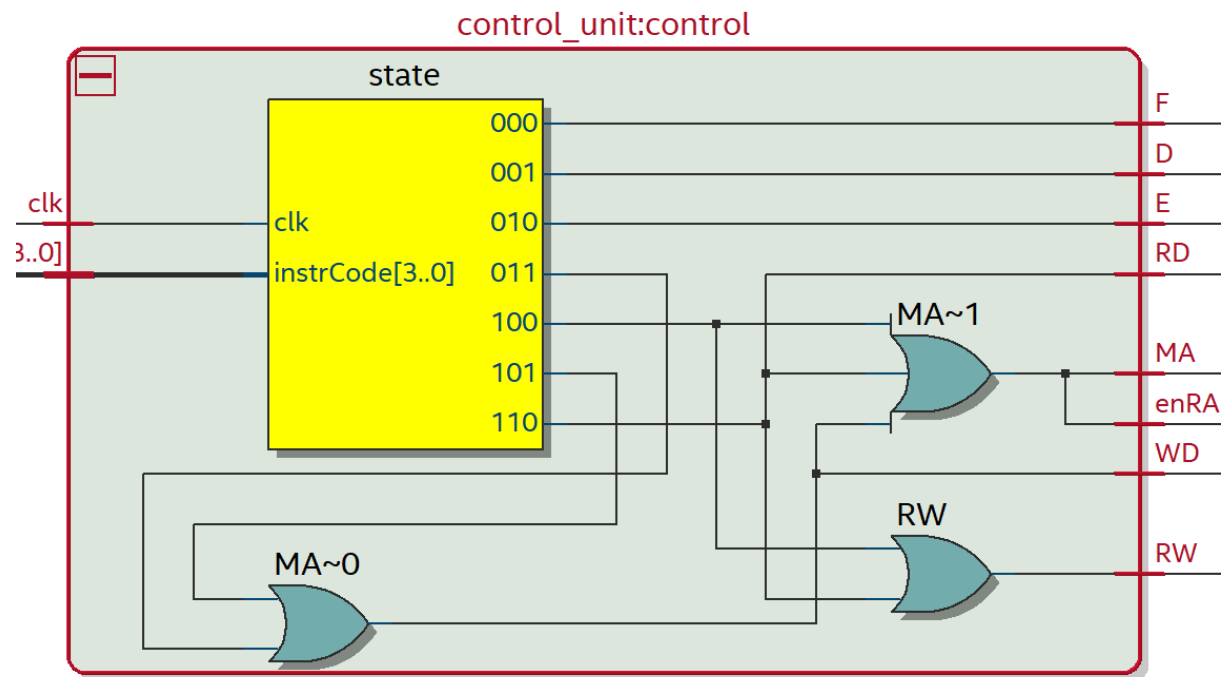 control_unit:control
state
000
F
001
D
clk
clk
010
E
3..0]
instrCode[3..0]
011
RD
100
MA~1
101
MA
110
enRA
WD
RW
RW
MA~0